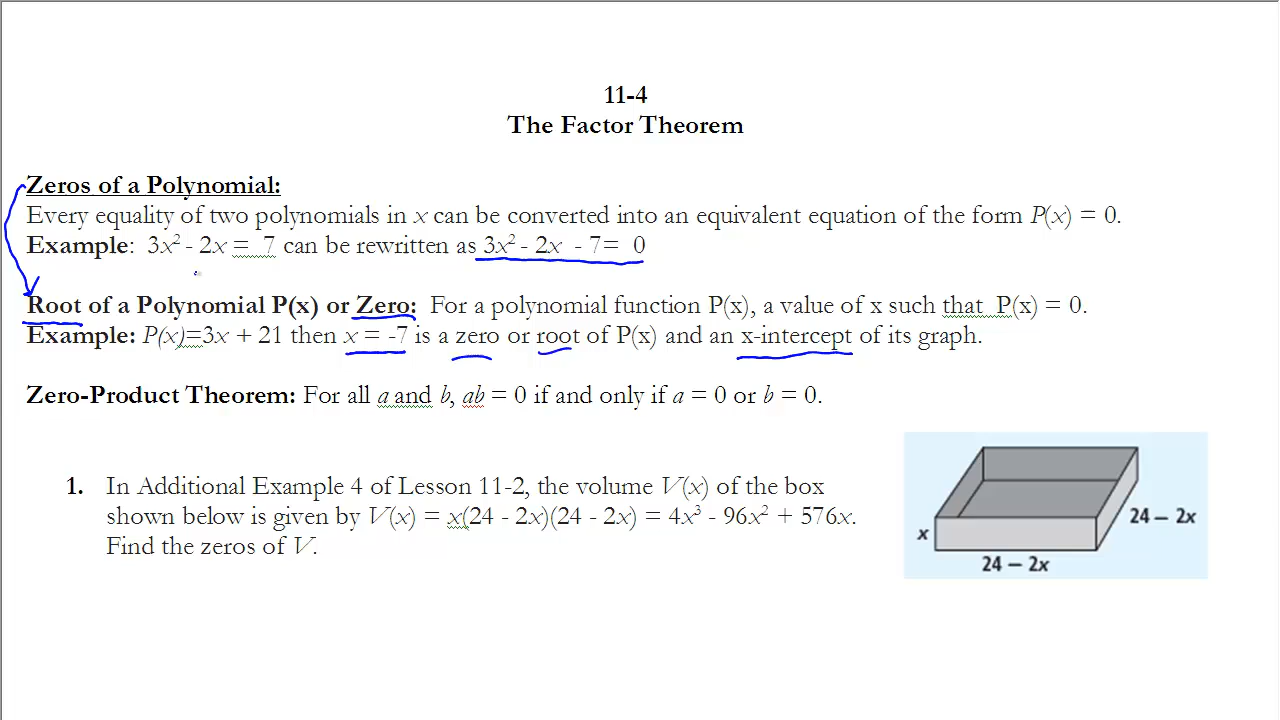 11-4
The Factor Theorem
Zeros of a Polynomial:
Every equality of two polynomials in x can be converted into an equivalent equation of the form P(x) = 0.
Example: 3x² - 2x = 7 can be rewritten as 3x² - 2x - 7= 0
Root of a Polynomial P(x) or Zero: For a polynomial function P(x), a value of x such that P(x) = 0.
Example: P(x)=3x + 21 then x = -7 is a zero or root of P(x) and an x-intercept of its graph.
Zero-Product Theorem: For all a and b, ab = 0 if and only if a = 0 or b = 0.
1. In Additional Example 4 of Lesson 11-2, the volume V(x) of the box
shown below is given by V(x) = x(24 - 2x)(24 - 2x) = 4x³ - 96x² + 576x.
Find the zeros of V.
24 – 2x
x
24 – 2x